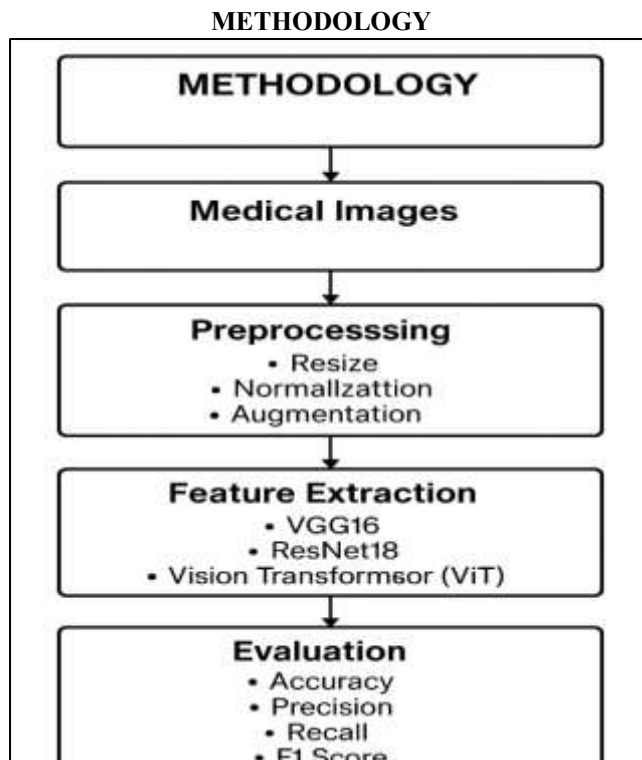 METHODOLOGY
METHODOLOGY
Medical Images
Preprocesssing
• Resize
• Normallzattion
• Augmentation
Feature Extraction
• VGG16
• ResNet18
• Vision Transformsor (ViT)
Evaluation
• Accuracy
• Precision
• Recall
• F1 Score